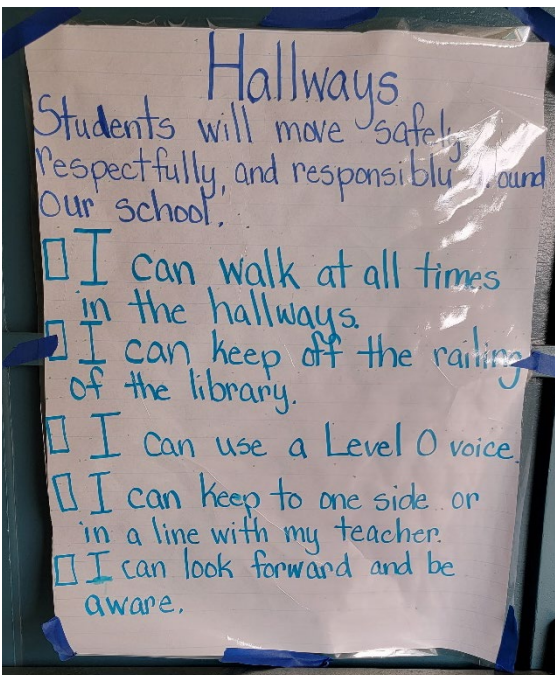 Hallways
Students will move safely,
respectfully, and responsibly around
our school.
I can walk at all times
in the hallways.
I can keep off the railing
of the library.
I can use a Level 0 voice.
I can keep to one side or
in a line with my teacher.
I can look forward and be
aware.